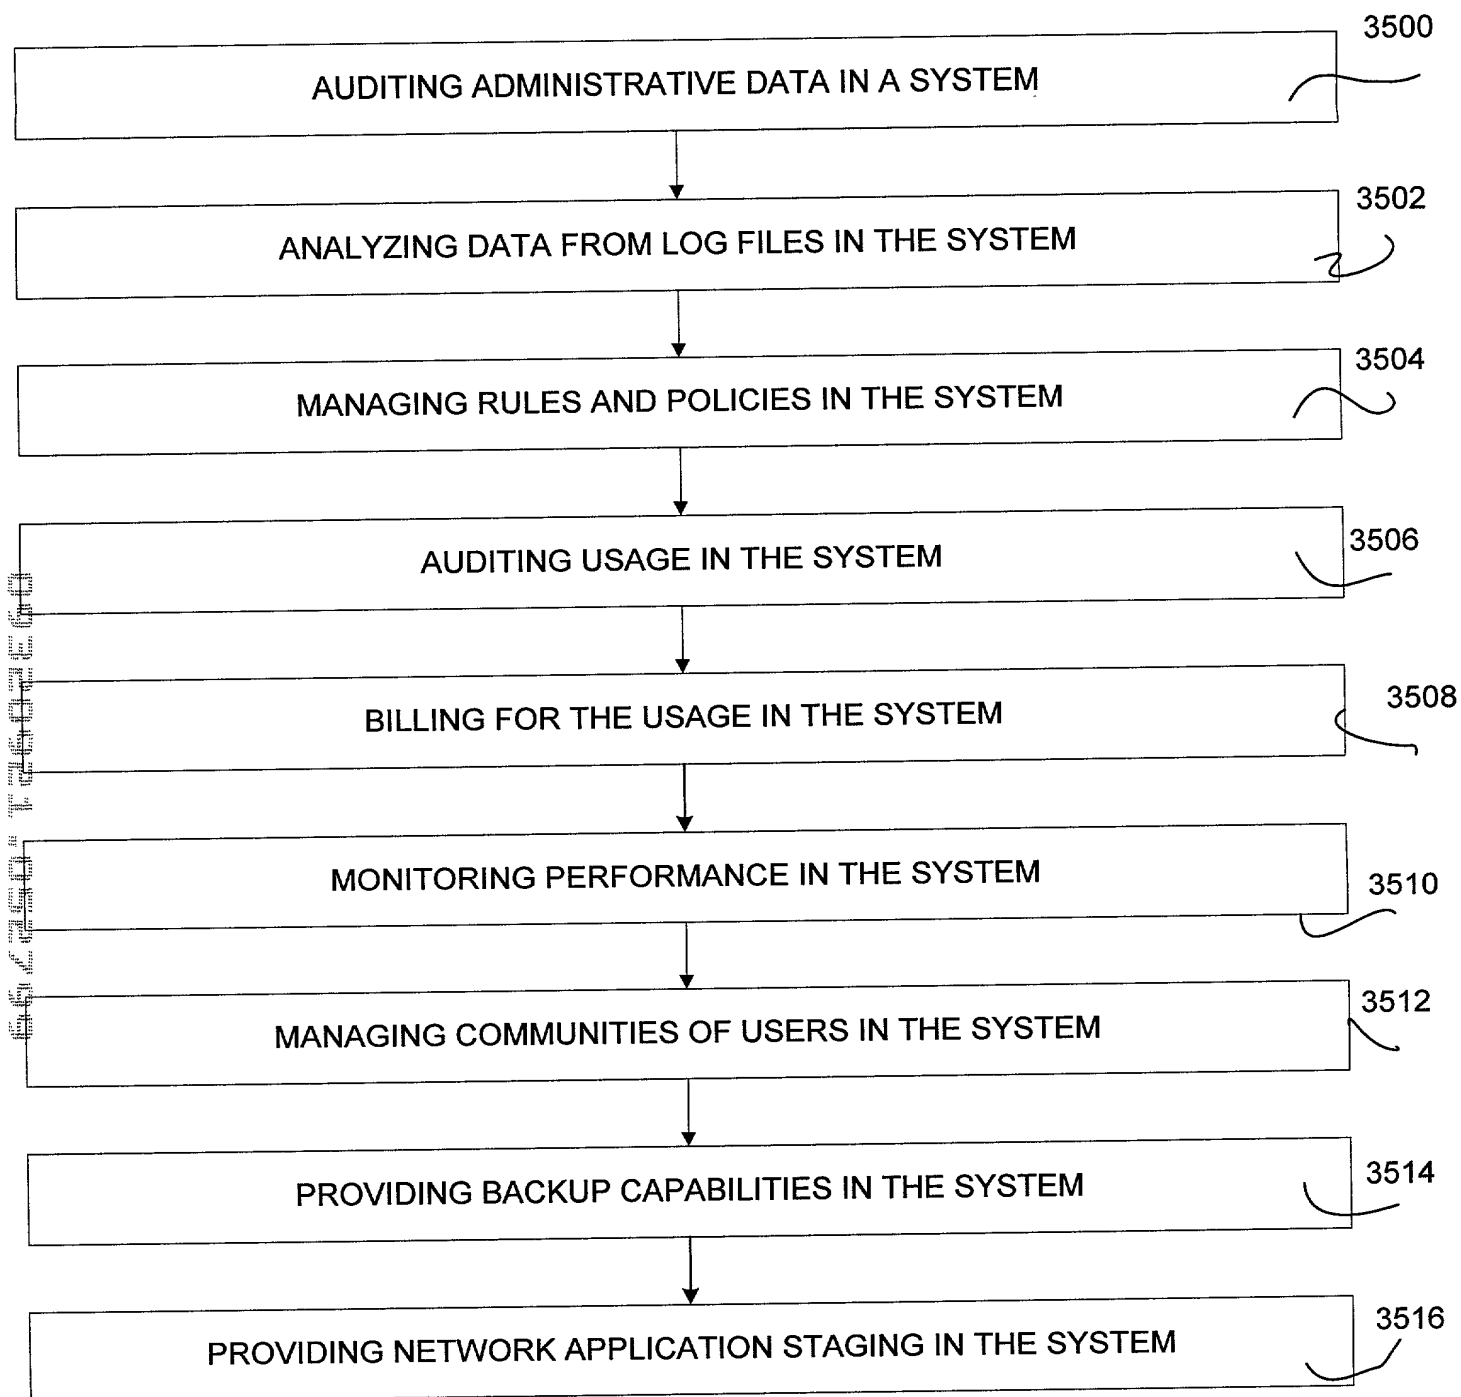 3500
AUDITING ADMINISTRATIVE DATA IN A SYSTEM
3502
ANALYZING DATA FROM LOG FILES IN THE SYSTEM
3504
MANAGING RULES AND POLICIES IN THE SYSTEM
3506
AUDITING USAGE IN THE SYSTEM
3508
BILLING FOR THE USAGE IN THE SYSTEM
MONITORING PERFORMANCE IN THE SYSTEM
3510
3512
MANAGING COMMUNITIES OF USERS IN THE SYSTEM
3514
PROVIDING BACKUP CAPABILITIES IN THE SYSTEM
3516
PROVIDING NETWORK APPLICATION STAGING IN THE SYSTEM